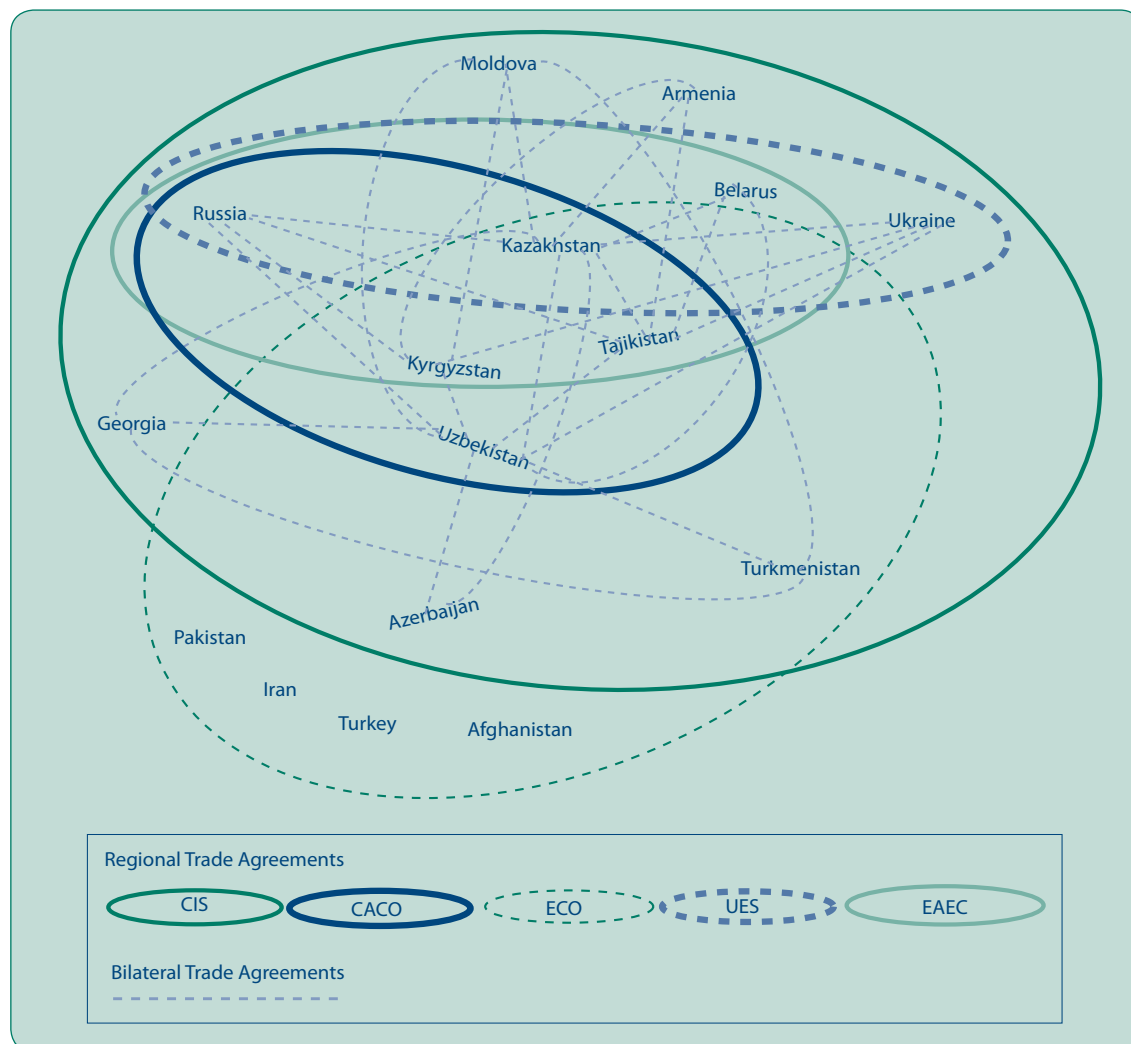 Moldova
Armenia
Belarus
Russia
Ukraine
Kazakhstan
Tajikistan
Kyrgyzstan
Georgia
Uzbekistan
Turkmenistan
Azerbaijan
Pakistan
Iran
Turkey
Afghanistan
Regional Trade Agreements
CIS
CACO
ECO
UES
EAEC
Bilateral Trade Agreements